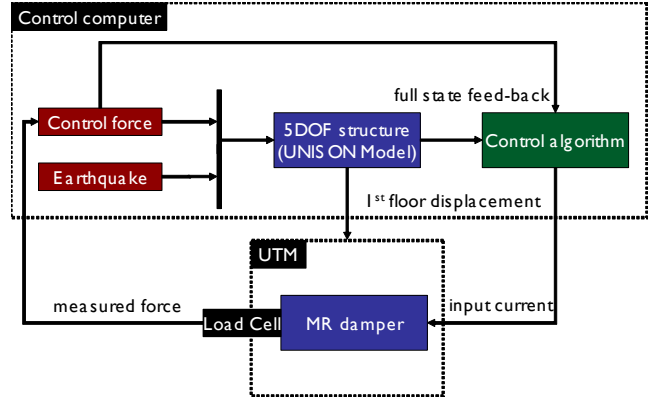 Control computer
full state feed-back
Control force
5DOF structure
(UNISON Model)
Control algorithm
Earthquake
1st floor displacement
UTM
measured force
Load Cell
MR damper
input current